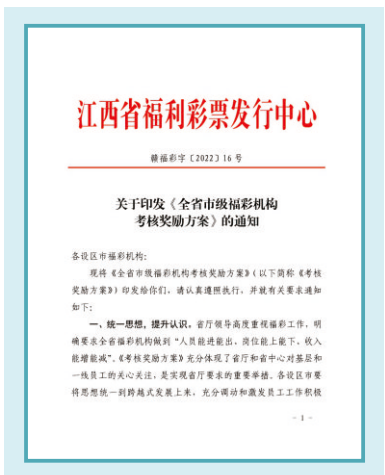 江西省福利彩票发行中心
赣福彩字〔2022〕16 号
关于印发《全省市级福彩机构
考核奖励方案》的通知
各设区市福彩机构：
现将《全省市级福彩机构考核奖励方案》（以下简称《考核
奖励方案》）印发给你们，请认真遵照执行，并就有关要求通知
如下：
一、统一思想，提升认识。省厅领导高度重视福彩工作，明
确要求全省福彩机构做到“人员能进能出、岗位能上能下、收入
能增能减”。《考核奖励方案》充分体现了省厅和省中心对基层和
一线员工的关心关注，是实现省厅要求的重要举措。各设区市要
将思想统一到跨越式发展上来，充分调动和激发员工工作积极
- 1 -